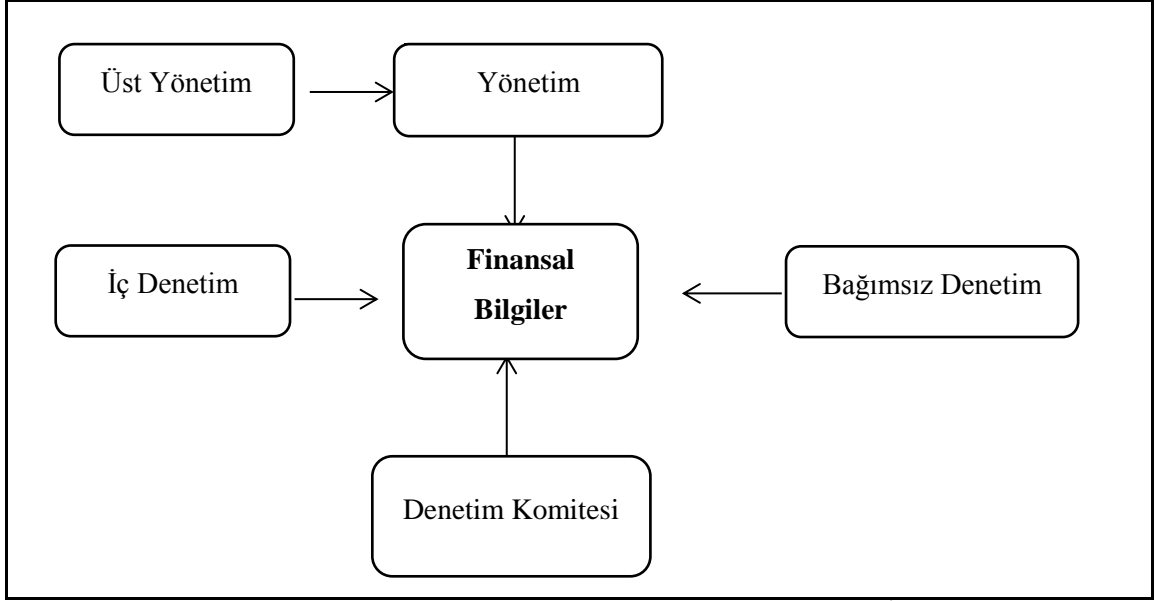 Üst Yönetim
Yönetim
İç Denetim
Finansal
Bilgiler
Bağımsız Denetim
Denetim Komitesi